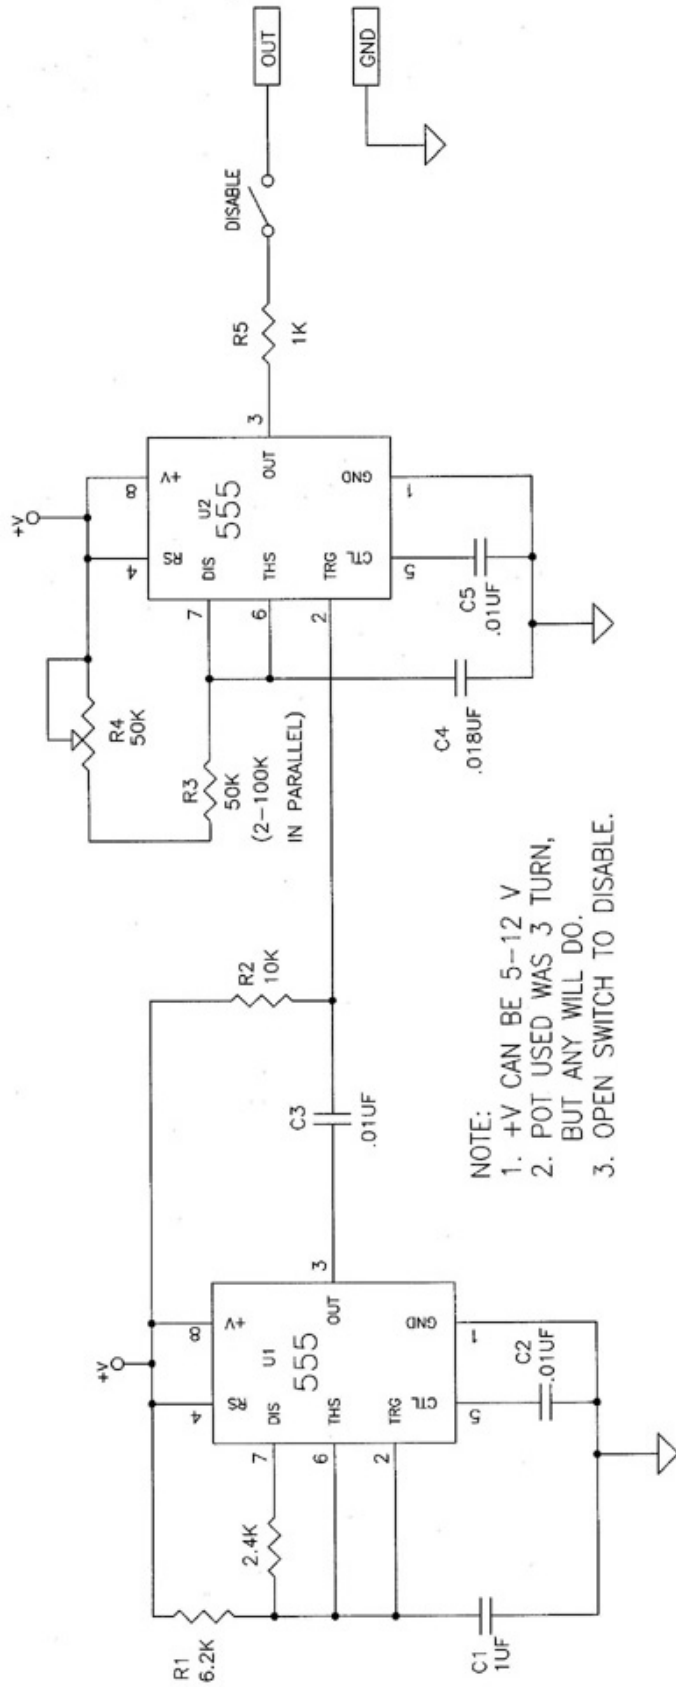 R1
6.2K
C1
1UF
2.4K
+V
4
8
7
6
2
5
1
3
RS
+V
DIS
THS
TRG
CTL
OUT
GND
U1
555
C2
.01UF
C3
.01UF
R2
10K
R4
50K
R3
50K
(2-100K
IN PARALLEL)
C4
.018UF
C5
.01UF
+V
4
8
7
6
2
5
1
3
RS
+V
DIS
THS
TRG
CTL
OUT
GND
U2
555
R5
1K
DISABLE
OUT
GND
NOTE:
1. +V CAN BE 5-12 V
2. POT USED WAS 3 TURN,
BUT ANY WILL DO.
3. OPEN SWITCH TO DISABLE.